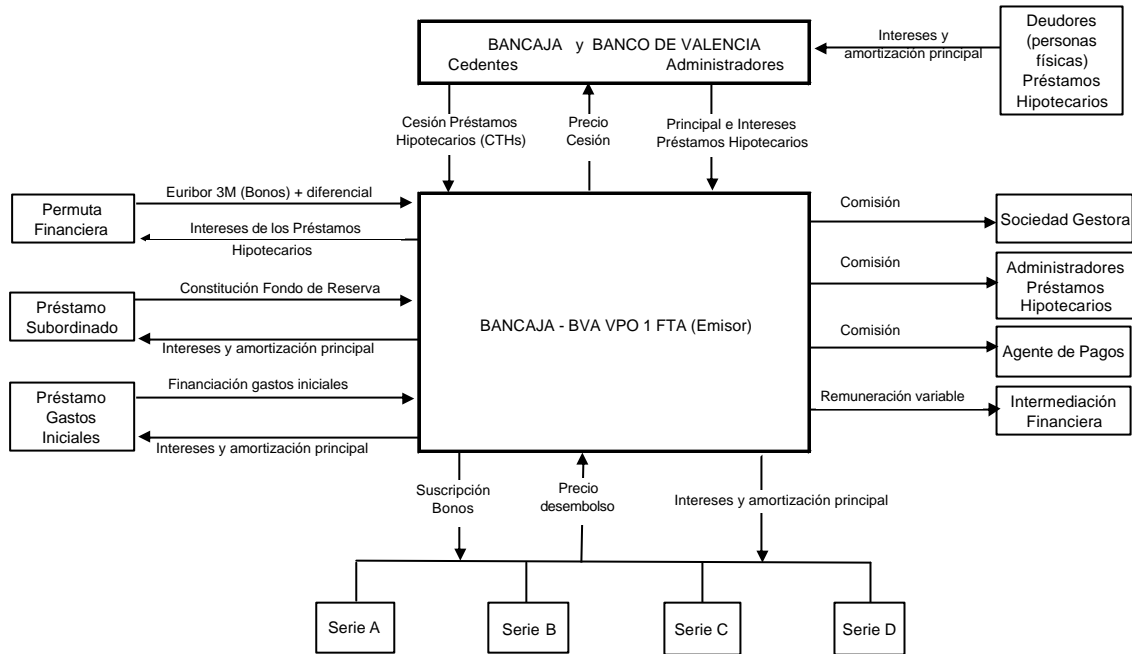 BANCAJA y BANCO DE VALENCIA
Cedentes Administradores
Intereses y
amortización principal
Deudores
(personas
físicas)
Préstamos
Hipotecarios
Cesión Préstamos
Hipotecarios (CTHs)
Precio
Cesión
Principal e Intereses
Préstamos Hipotecarios
Permuta
Financiera
Euribor 3M (Bonos) + diferencial
Intereses de los Préstamos
Hipotecarios
Préstamo
Subordinado
Constitución Fondo de Reserva
Intereses y amortización principal
Préstamo
Gastos
Iniciales
Financiación gastos iniciales
Intereses y amortización principal
BANCAJA - BVA VPO 1 FTA (Emisor)
Comisión
Sociedad Gestora
Comisión
Administradores
Préstamos
Hipotecarios
Comisión
Agente de Pagos
Remuneración variable
Intermediación
Financiera
Suscripción
Bonos
Precio
desembolso
Intereses y amortización principal
Serie A
Serie B
Serie C
Serie D